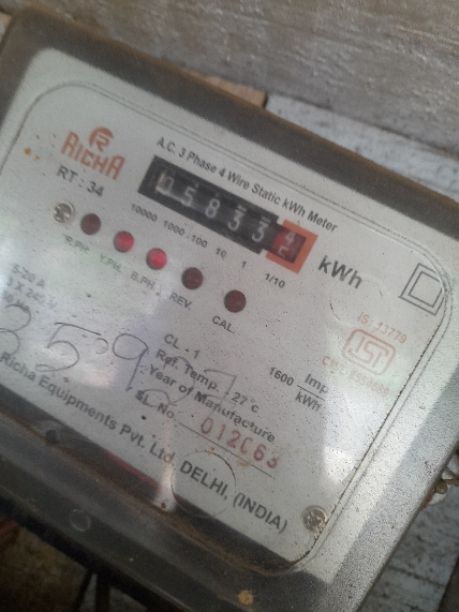 R
RICHA
RT : 34
A.C. 3 Phase 4 Wire Static kWh Meter
05833
kWh
10000 1000 100 10 1 1/10
R.PH. Y.PH. B.PH. REV. CAL.
5-20 A
IS : 13779
CL - 1
Ref. Temp. 27°c
1600 Imp
kWh
Year of Manufacture
SL. No. 012063
Richa Equipments Pvt. Ltd. DELHI, (INDIA)